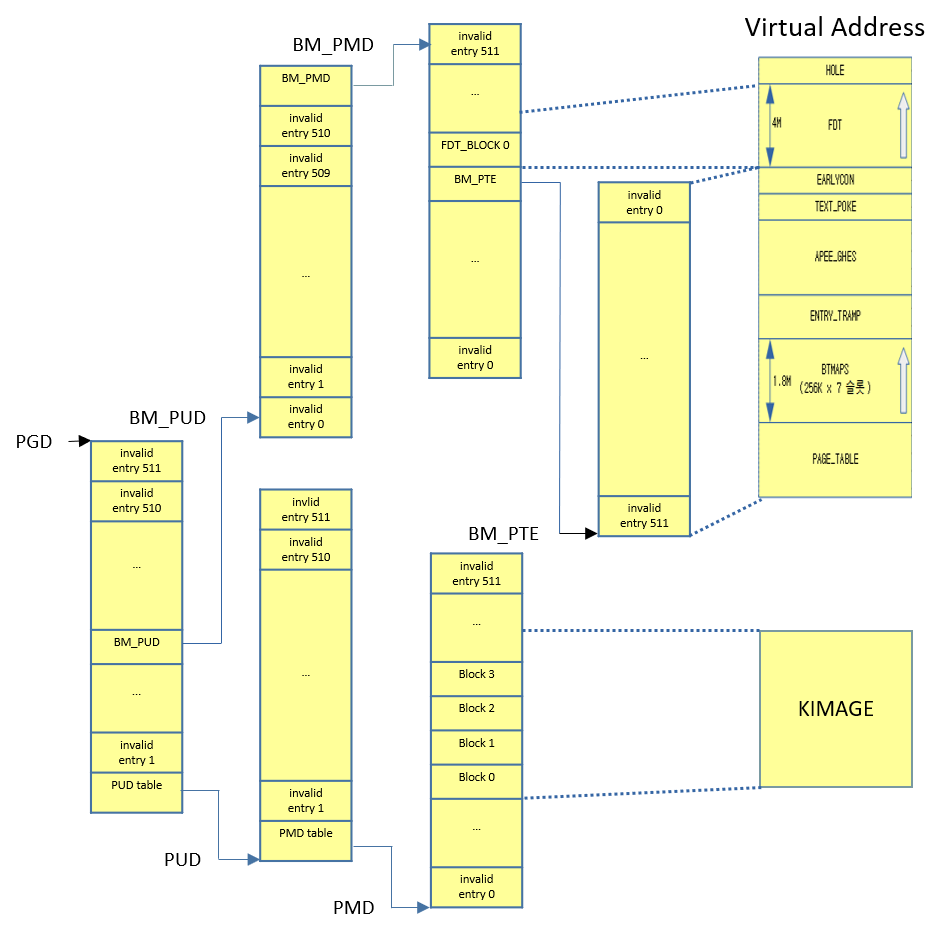 Virtual Address
BM_PMD
invalid
entry 511
...
FDT_BLOCK 0
BM_PTE
...
invalid
entry 0
BM_PMD
invalid
entry 510
invalid
entry 509
...
invalid
entry 1
invalid
entry 0
BM_PUD
PGD
invalid
entry 511
invalid
entry 510
...
BM_PUD
...
invalid
entry 1
PUD table
PUD
invlid
entry 511
invalid
entry 510
...
invalid
entry 1
PMD table
PMD
BM_PTE
invalid
entry 511
...
Block 3
Block 2
Block 1
Block 0
...
invalid
entry 0
invalid
entry 0
...
invalid
entry 511
HOLE
4M
FDT
EARLYCON
TEXT_POKE
APEE_GHES
ENTRY_TRAMP
1.8M
BTMAPS
(256K x 7 슬롯)
PAGE_TABLE
KIMAGE